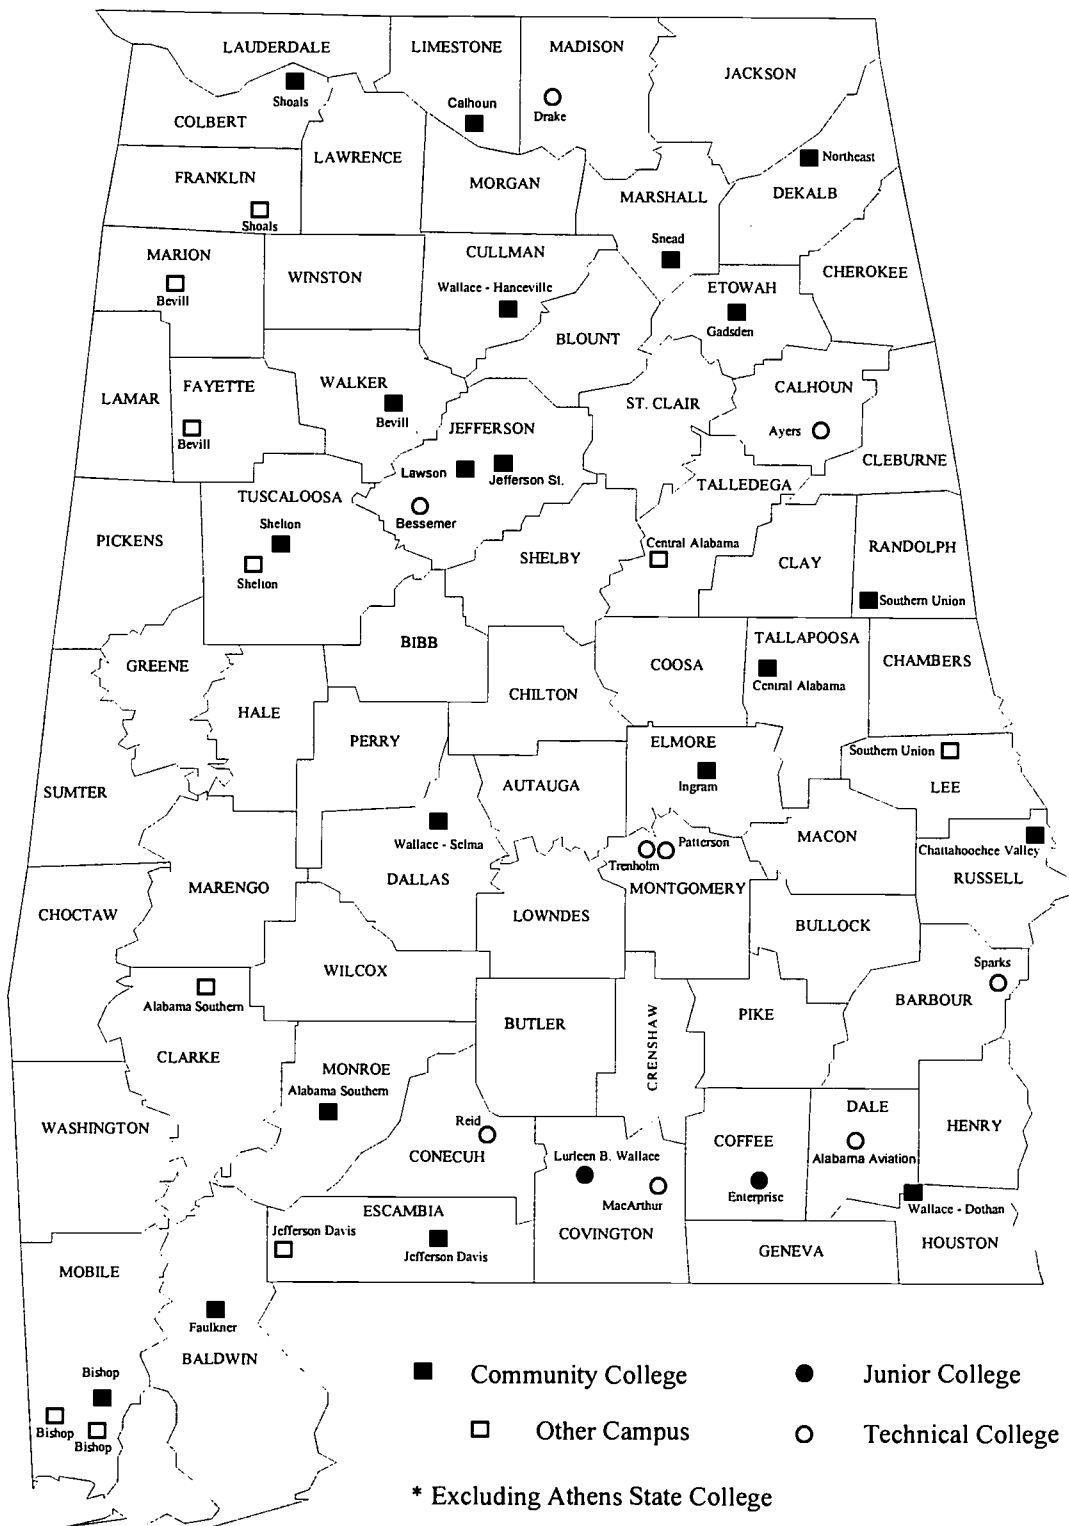 LAUDERDALE
LIMESTONE
MADISON
JACKSON
Shoals
Calhoun
Drake
COLBERT
LAWRENCE
Northeast
FRANKLIN
MORGAN
MARSHALL
DEKALB
Shoals
MARION
WINSTON
CULLMAN
Snead
CHEROKEE
Bevill
Wallace - Hanceville
ETOWAH
Gadsden
BLOUNT
LAMAR
FAYETTE
WALKER
ST. CLAIR
CALHOUN
Bevill
Bevill
JEFFERSON
Ayers
CLEBURNE
Lawson
Jefferson St.
TALLEDEGA
TUSCALOOSA
Bessemer
PICKENS
Shelton
Shelton
SHELBY
Central Alabama
CLAY
RANDOLPH
Southern Union
GREENE
BIBB
COOSA
TALLAPOOSA
CHAMBERS
Central Alabama
HALE
CHILTON
PERRY
ELMORE
Southern Union
SUMTER
AUTAUGA
Ingram
LEE
Wallace - Selma
Trenholm
Patterson
MACON
Chattahoochee Valley
MARENGO
DALLAS
MONTGOMERY
RUSSELL
CHOCTAW
LOWNDES
BULLOCK
WILCOX
Sparks
Alabama Southern
BARBOUR
BUTLER
CRENSHAW
PIKE
CLARKE
MONROE
Alabama Southern
WASHINGTON
Reid
CONECUH
Lurleen B. Wallace
MacArthur
COFFEE
Enterprise
DALE
Alabama Aviation
HENRY
ESCAMBIA
Jefferson Davis
Jefferson Davis
COVINGTON
Wallace - Dothan
GENEVA
HOUSTON
MOBILE
Faulkner
BALDWIN
Bishop
Bishop
Bishop
Community College
Junior College
Other Campus
Technical College
* Excluding Athens State College